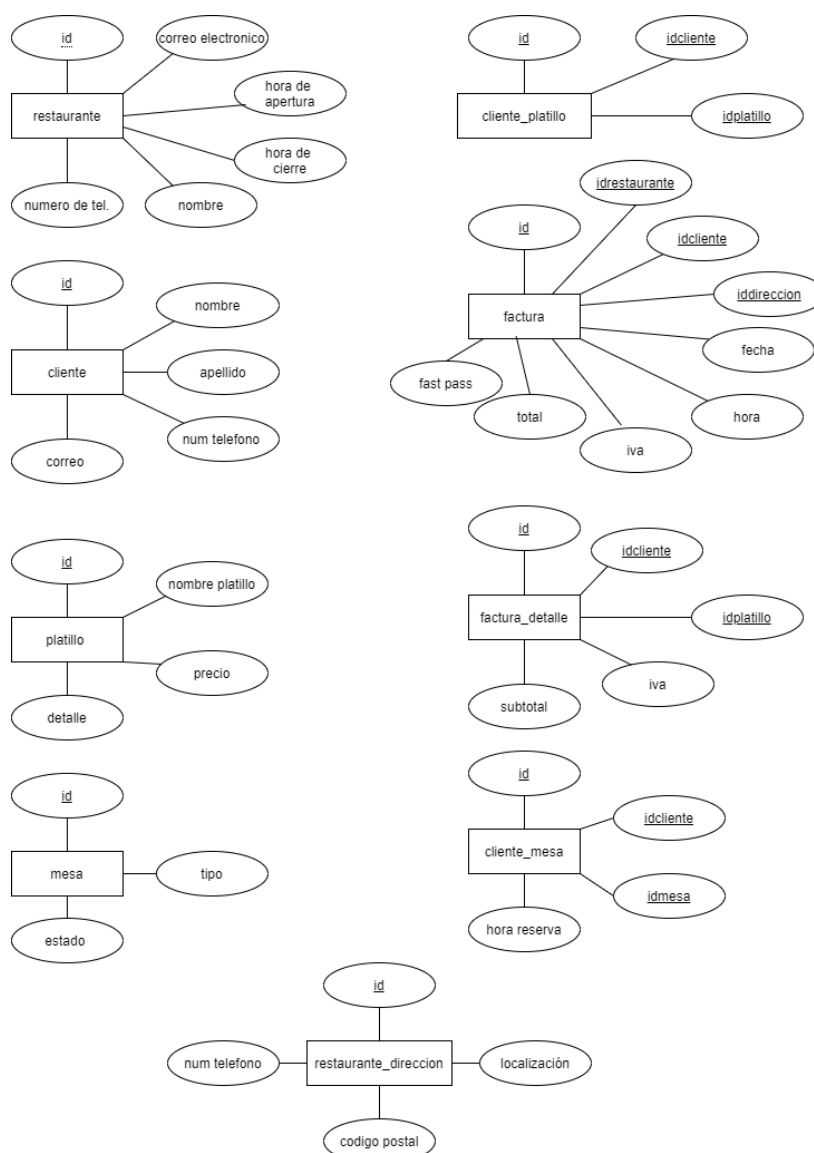 id
correo electronico
hora de
apertura
restaurante
hora de
cierre
numero de tel.
nombre
id
idcliente
cliente_platillo
idplatillo
id
nombre
cliente
apellido
num telefono
correo
idrestaurante
id
idcliente
iddireccion
factura
fecha
fast pass
total
hora
iva
id
nombre platillo
platillo
precio
detalle
id
idcliente
factura_detalle
idplatillo
iva
subtotal
id
mesa
tipo
estado
id
idcliente
cliente_mesa
idmesa
hora reserva
id
num telefono
restaurante_direccion
localización
codigo postal